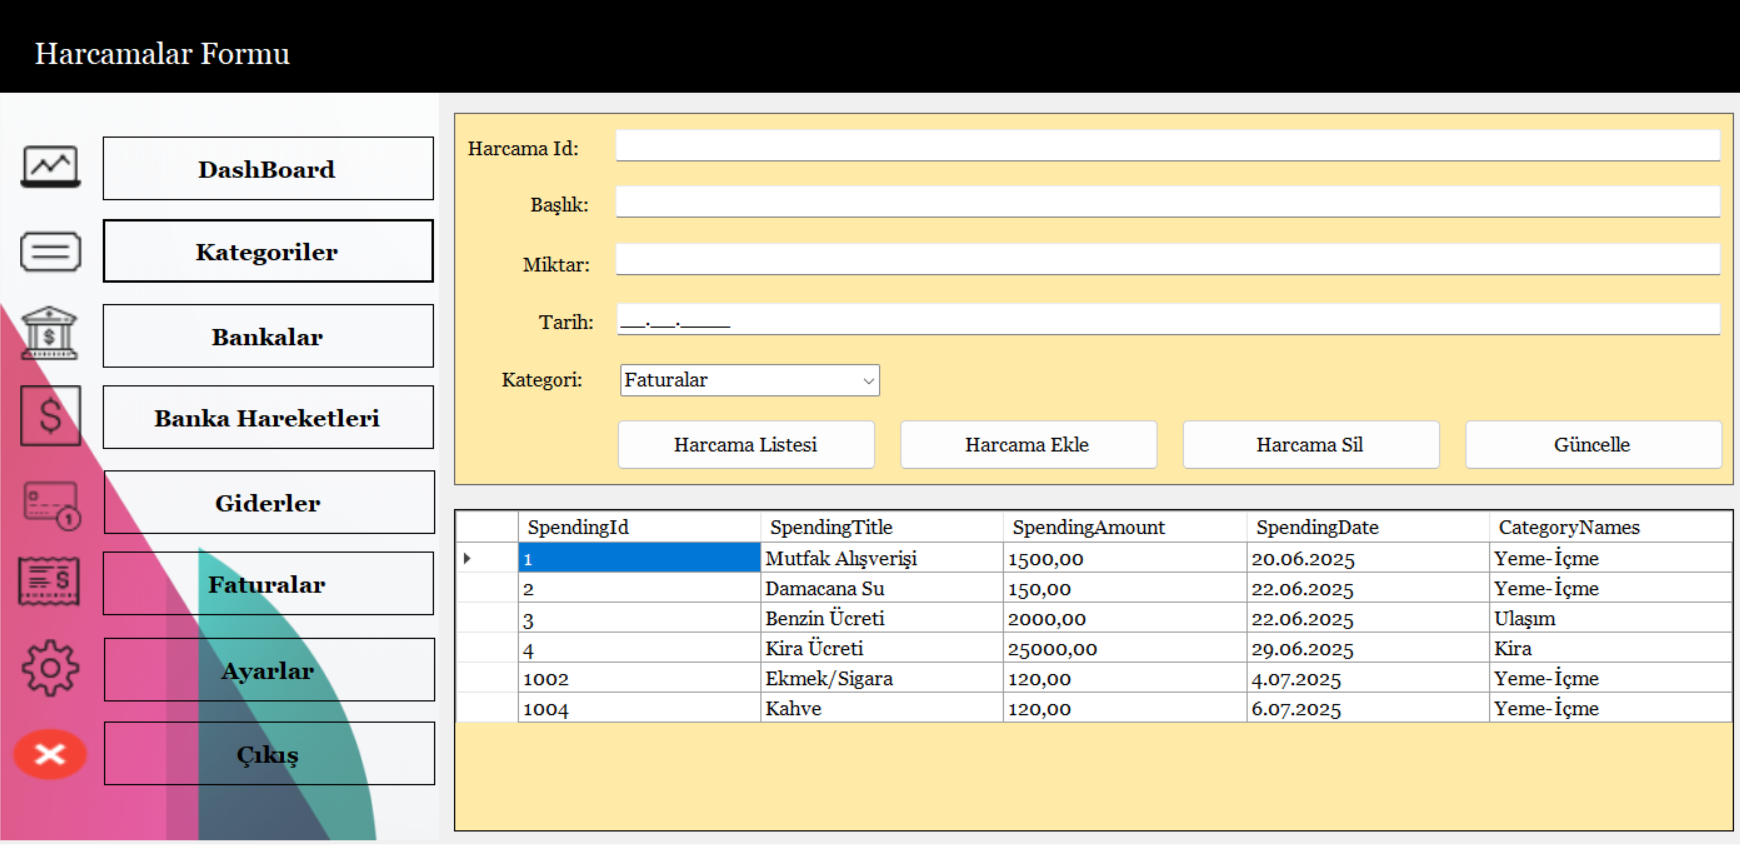 Harcamalar Formu
DashBoard
Kategoriler
Bankalar
Banka Hareketleri
Giderler
Faturalar
Ayarlar
Çıkış
Harcama Id:
Başlık:
Miktar:
Tarih: __.__.____
Kategori: Faturalar
Harcama Listesi Harcama Ekle Harcama Sil Güncelle
SpendingId SpendingTitle SpendingAmount SpendingDate CategoryNames
1 Mutfak Alışverişi 1500,00 20.06.2025 Yeme-İçme
2 Damacana Su 150,00 22.06.2025 Yeme-İçme
3 Benzin Ücreti 2000,00 22.06.2025 Ulaşım
4 Kira Ücreti 25000,00 29.06.2025 Kira
1002 Ekmek/Sigara 120,00 4.07.2025 Yeme-İçme
1004 Kahve 120,00 6.07.2025 Yeme-İçme